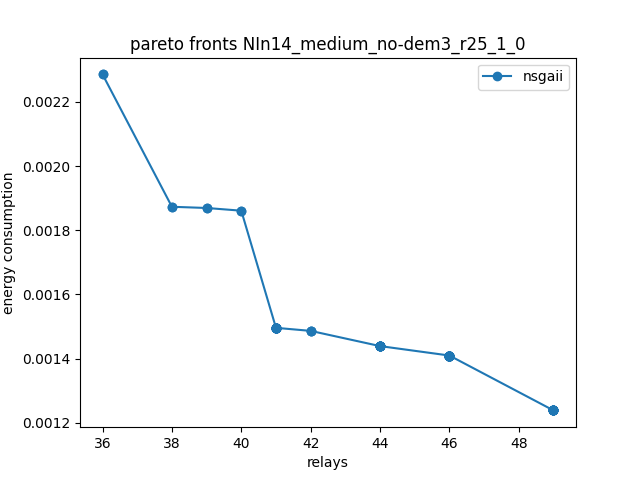 pareto fronts NIn14_medium_no-dem3_r25_1_0
nsgaii
energy consumption
0.0022
0.0020
0.0018
0.0016
0.0014
0.0012
36 38 40 42 44 46 48
relays